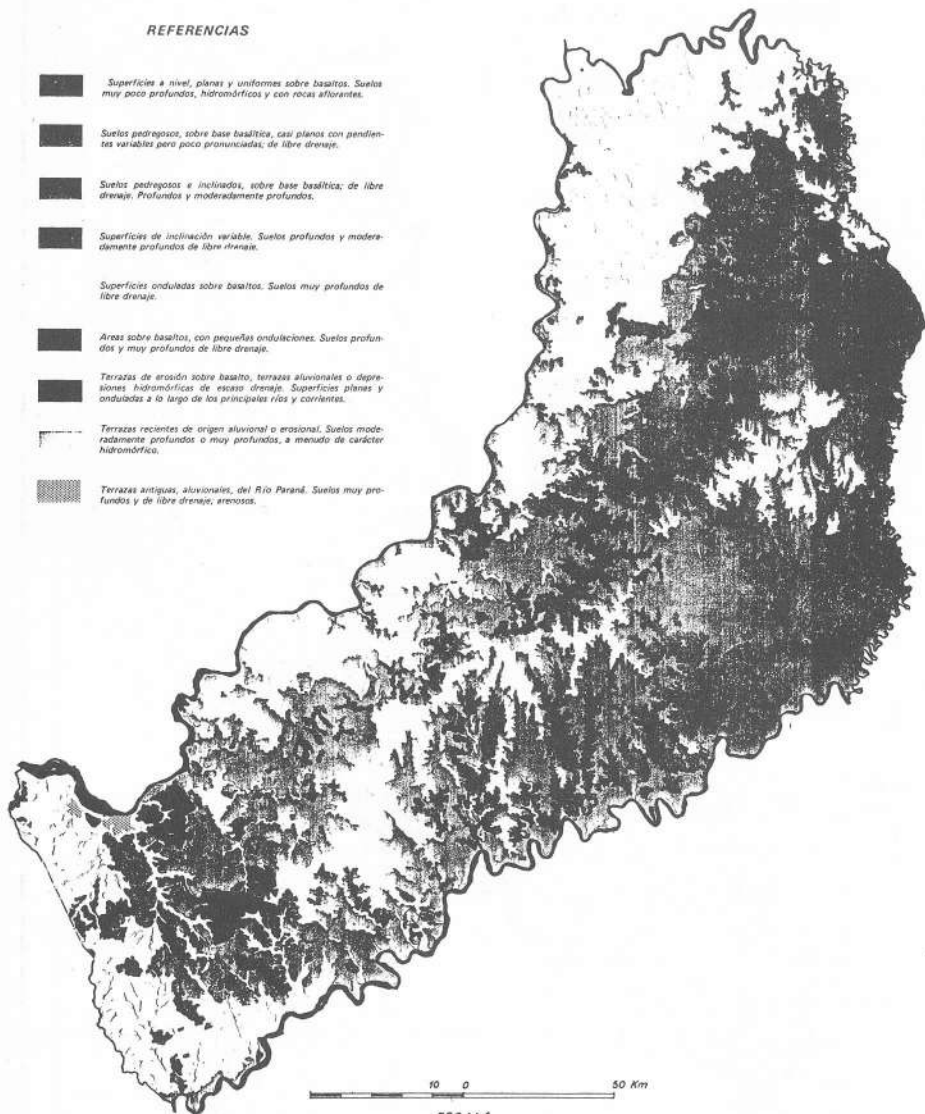 REFERENCIAS
Superfícies a nivel, planas y uniformes sobre basaltos. Suelos
muy poco profundos, hidromórficos y con rocas aflorantes.
Suelos pedregosos, sobre base basáltica, casi planos con pendien-
tes variables pero poco pronunciadas; de libre drenaje.
Suelos pedregosos e inclinados, sobre base basáltica; de libre
drenaje. Profundos y moderadamente profundos.
Superfícies de inclinación variable. Suelos profundos y modera-
damente profundos de libre drenaje.
Superfícies onduladas sobre basaltos. Suelos muy profundos de
libre drenaje.
Areas sobre basaltos, con pequeñas ondulaciones. Suelos profun-
dos y muy profundos de libre drenaje.
Terrazas de erosión sobre basalto, terrazas aluvionales o depre-
siones hidromórficas de escaso drenaje. Superfícies planas y
onduladas a lo largo de los principales ríos y corrientes.
Terrazas recientes de origen aluvional o erosional. Suelos mode-
radamente profundos o muy profundos, a menudo de carácter
hidromórfico.
Terrazas antiguas, aluvionales, del Río Paraná. Suelos muy pro-
fundos y de libre drenaje; arenosos.
10 0 50 Km